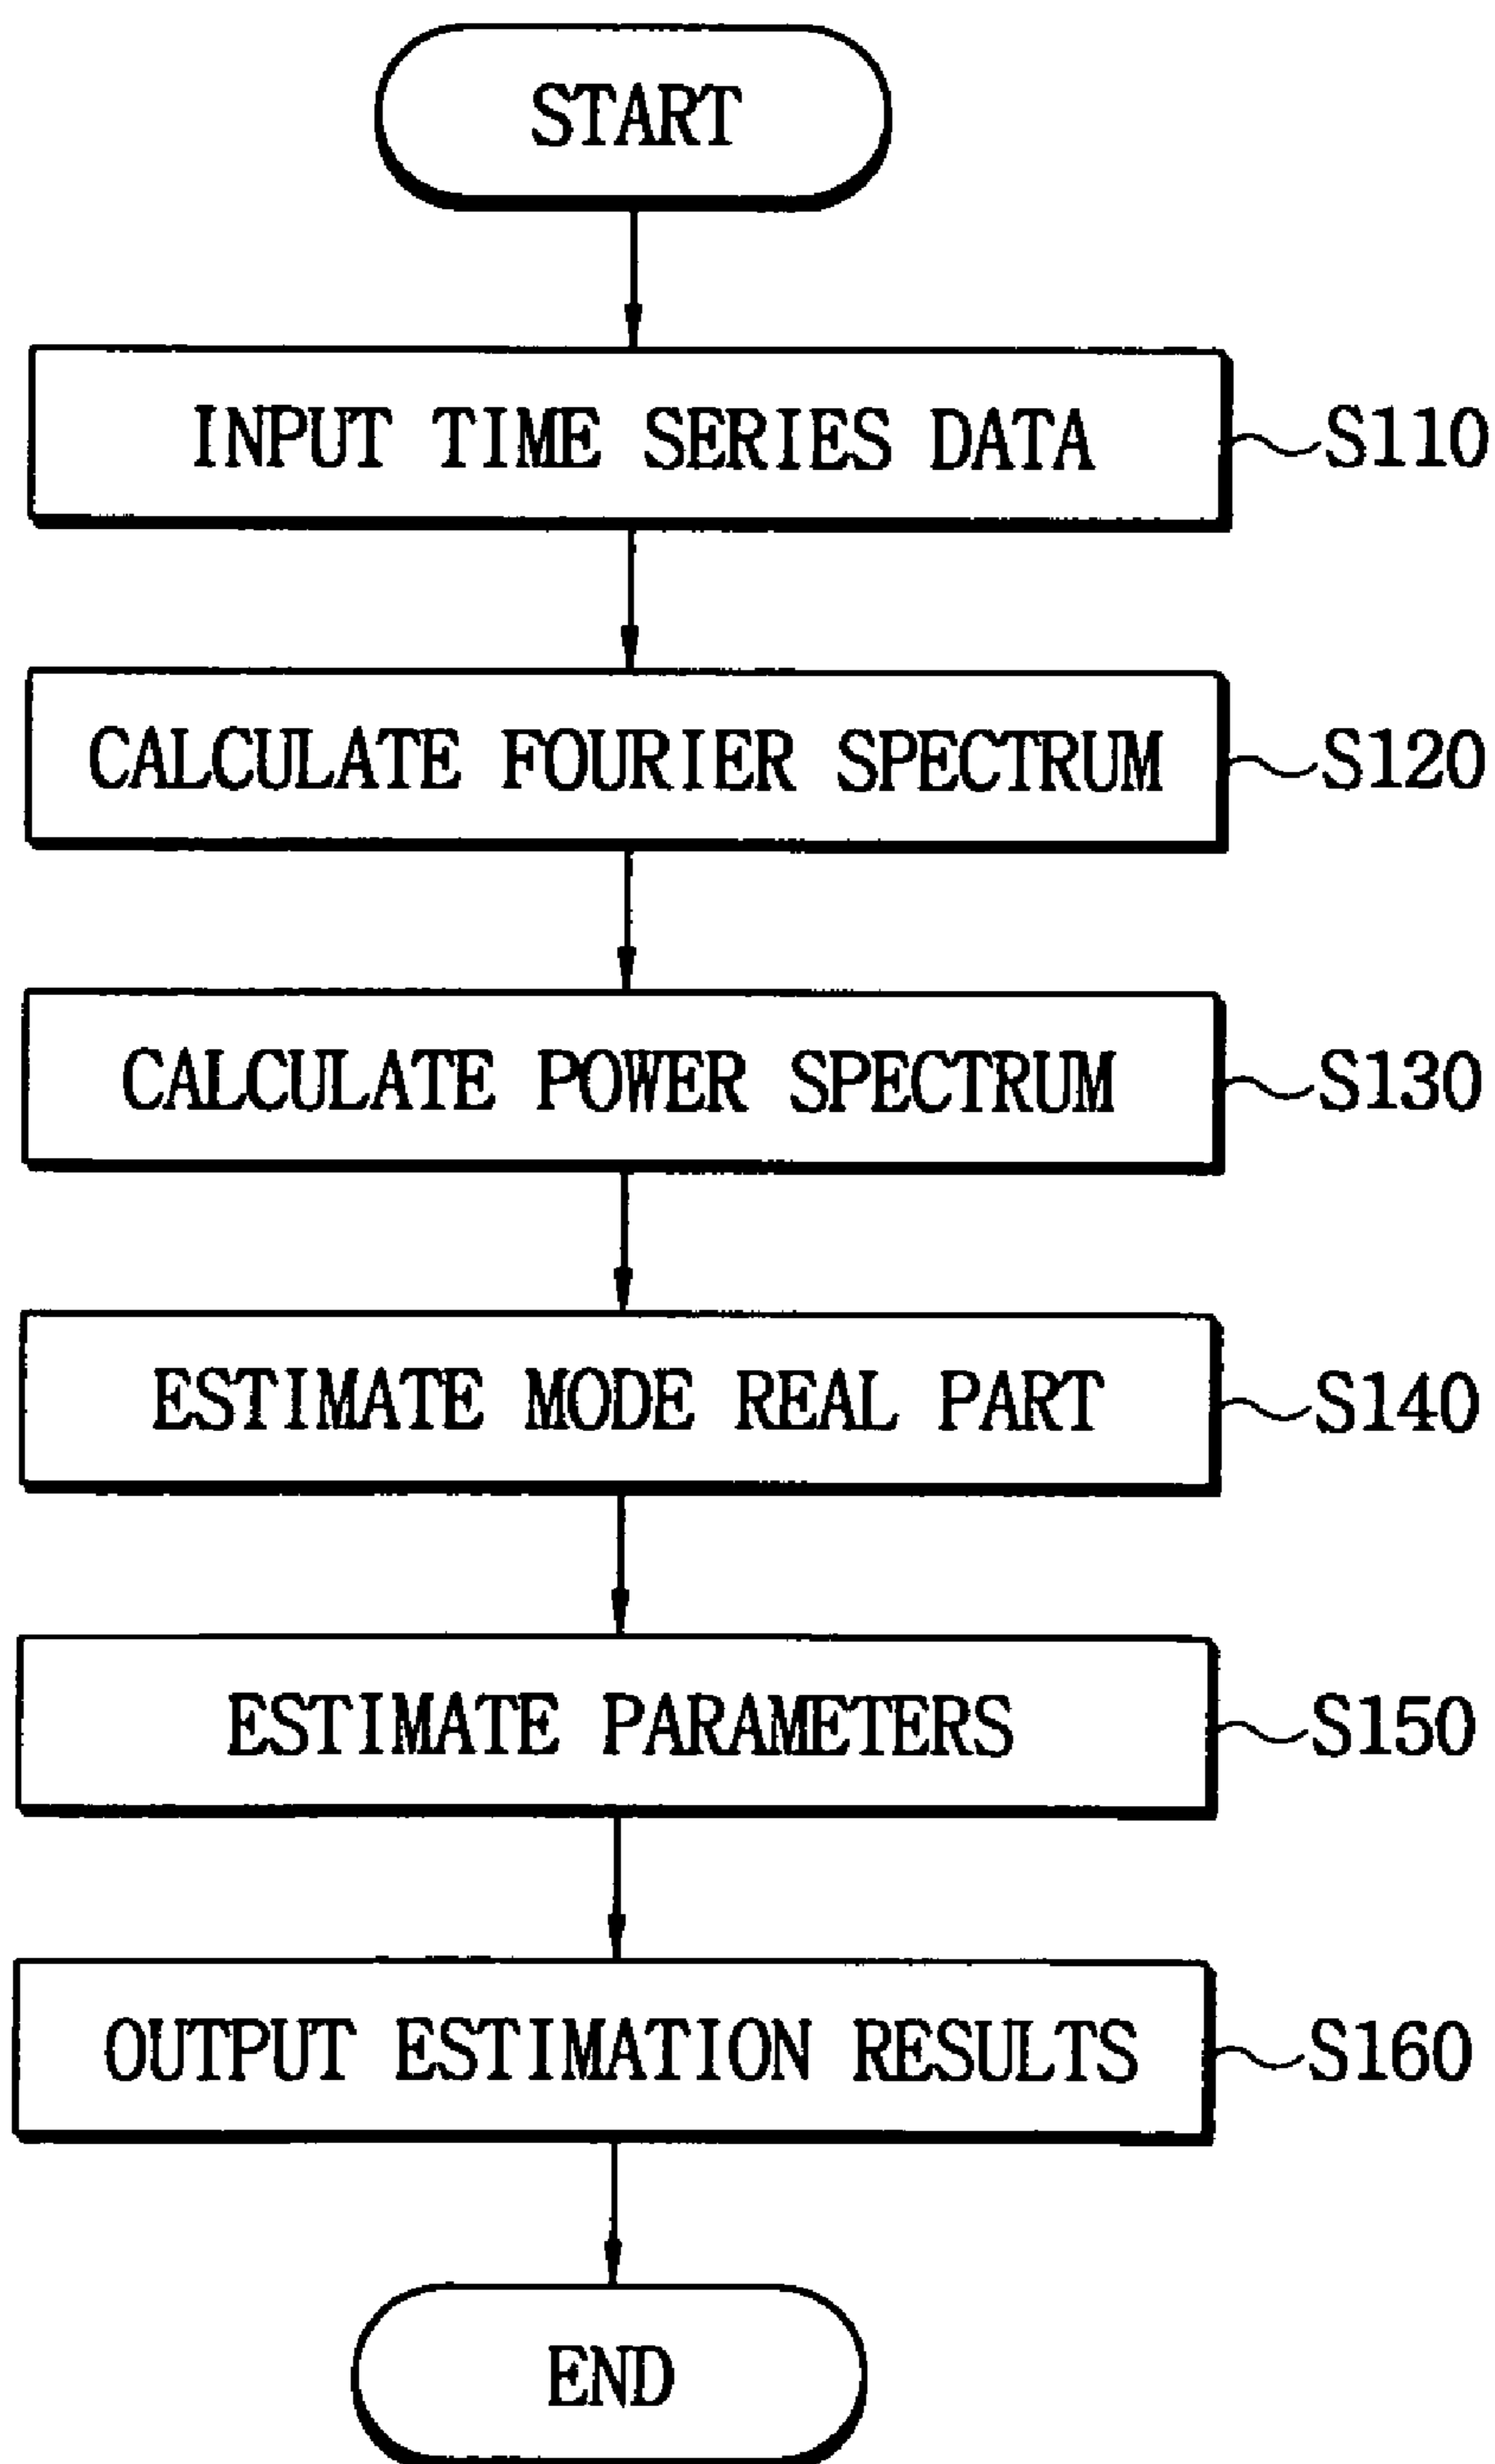 START
INPUT TIME SERIES DATA S110
CALCULATE FOURIER SPECTRUM S120
CALCULATE POWER SPECTRUM S130
ESTIMATE MODE REAL PART S140
ESTIMATE PARAMETERS S150
OUTPUT ESTIMATION RESULTS S160
END